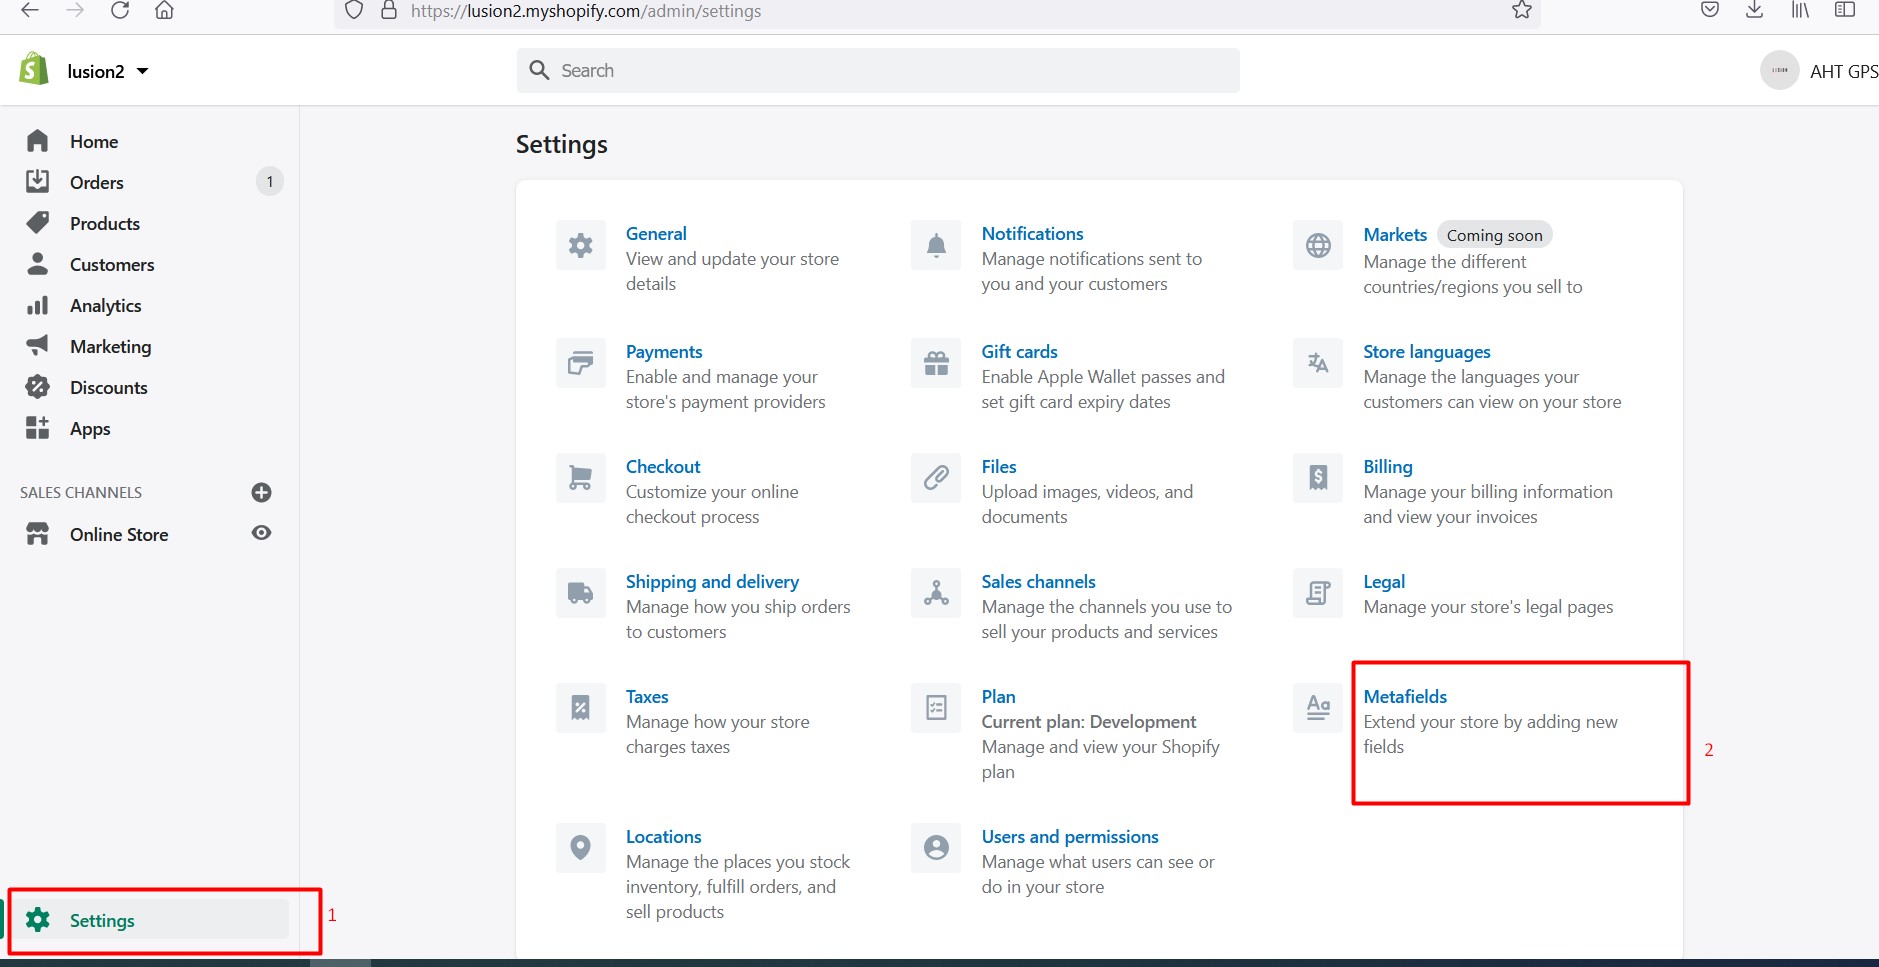 https://lusion2.myshopify.com/admin/settings
lusion2
Search
AHT GPS
Home
Orders 1
Products
Customers
Analytics
Marketing
Discounts
Apps
SALES CHANNELS
Online Store
Settings
1
Settings
General
View and update your store
details
Notifications
Manage notifications sent to
you and your customers
Markets Coming soon
Manage the different
countries/regions you sell to
Payments
Enable and manage your
store's payment providers
Gift cards
Enable Apple Wallet passes and
set gift card expiry dates
Store languages
Manage the languages your
customers can view on your store
Checkout
Customize your online
checkout process
Files
Upload images, videos, and
documents
Billing
Manage your billing information
and view your invoices
Shipping and delivery
Manage how you ship orders
to customers
Sales channels
Manage the channels you use to
sell your products and services
Legal
Manage your store's legal pages
Taxes
Manage how your store
charges taxes
Plan
Current plan: Development
Manage and view your Shopify
plan
Metafields
Extend your store by adding new
fields
2
Locations
Manage the places you stock
inventory, fulfill orders, and
sell products
Users and permissions
Manage what users can see or
do in your store